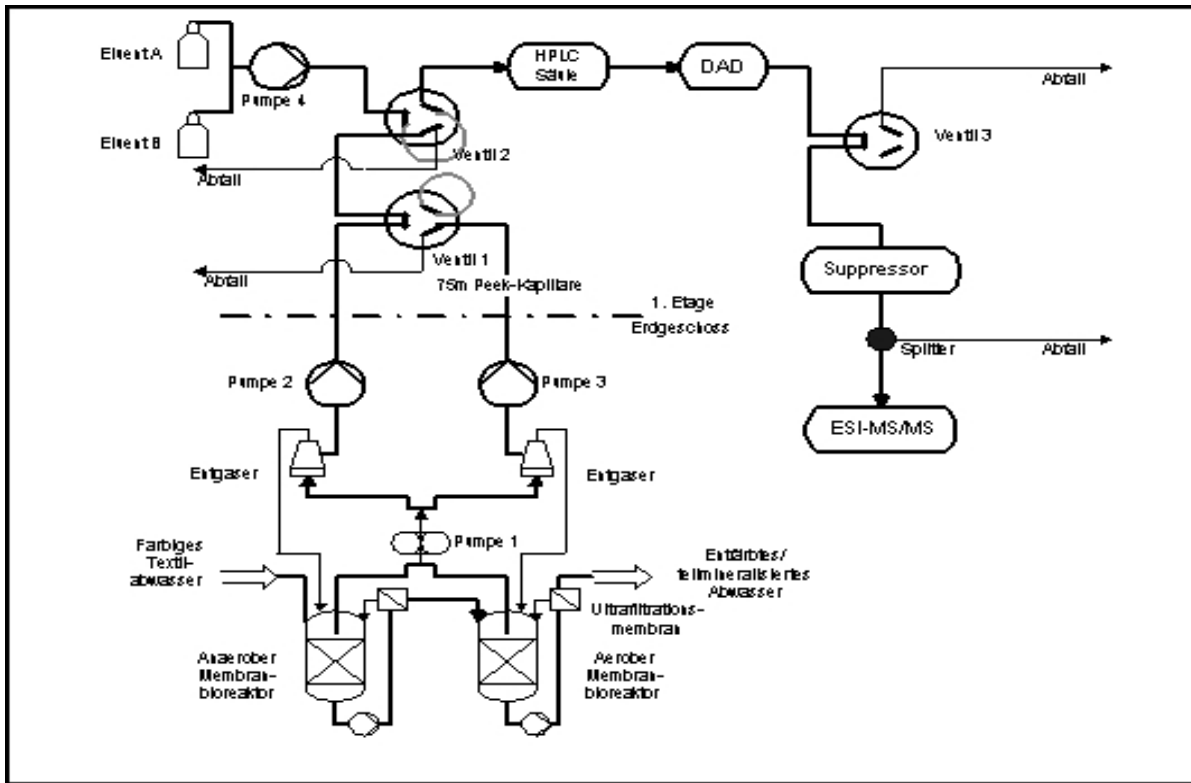 Eluent A
Eluent B
Pumpe 4
HPLC
Säule
DAD
Abfall
Ventil 3
Ventil 2
Abfall
Ventil 1
Abfall
75m Peek-Kapillare
1. Etage
Erdgeschoss
Suppressor
Splitter
Abfall
ESI-MS/MS
Pumpe 2
Pumpe 3
Entgaser
Entgaser
Pumpe 1
Farbiges
Textil-
abwasser
Entfärbtes/
teilmineralisiertes
Abwasser
Ultrafiltrations-
membran
Anaerober
Membran-
bioreaktor
Aerober
Membran-
bioreaktor